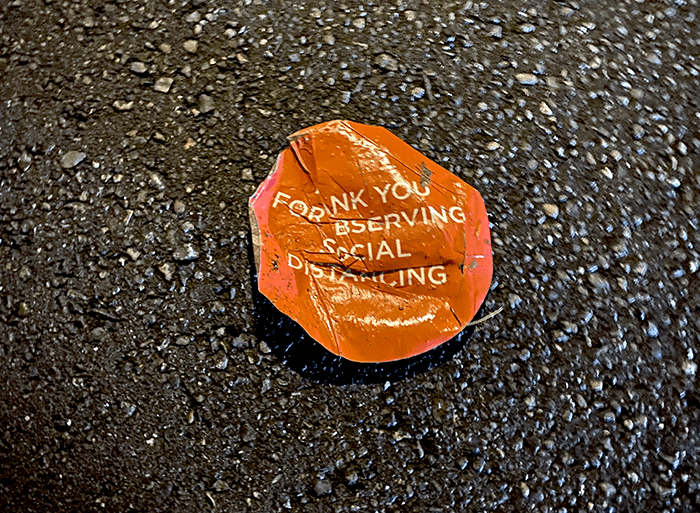 NK YOU
FOR BSERVING
SOCIAL
DISTANCING